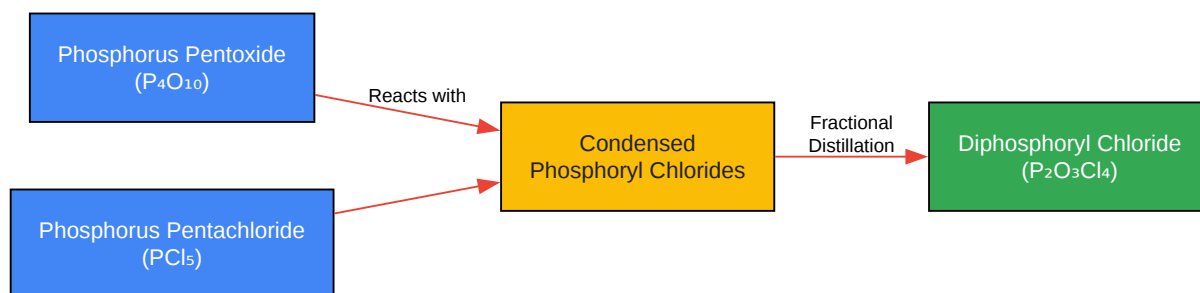 Phosphorus Pentoxide
(P₄O₁₀)
Reacts with
Phosphorus Pentachloride
(PCl₅)
Condensed
Phosphoryl Chlorides
Fractional
Distillation
Diphosphoryl Chloride
(P₂O₃Cl₄)